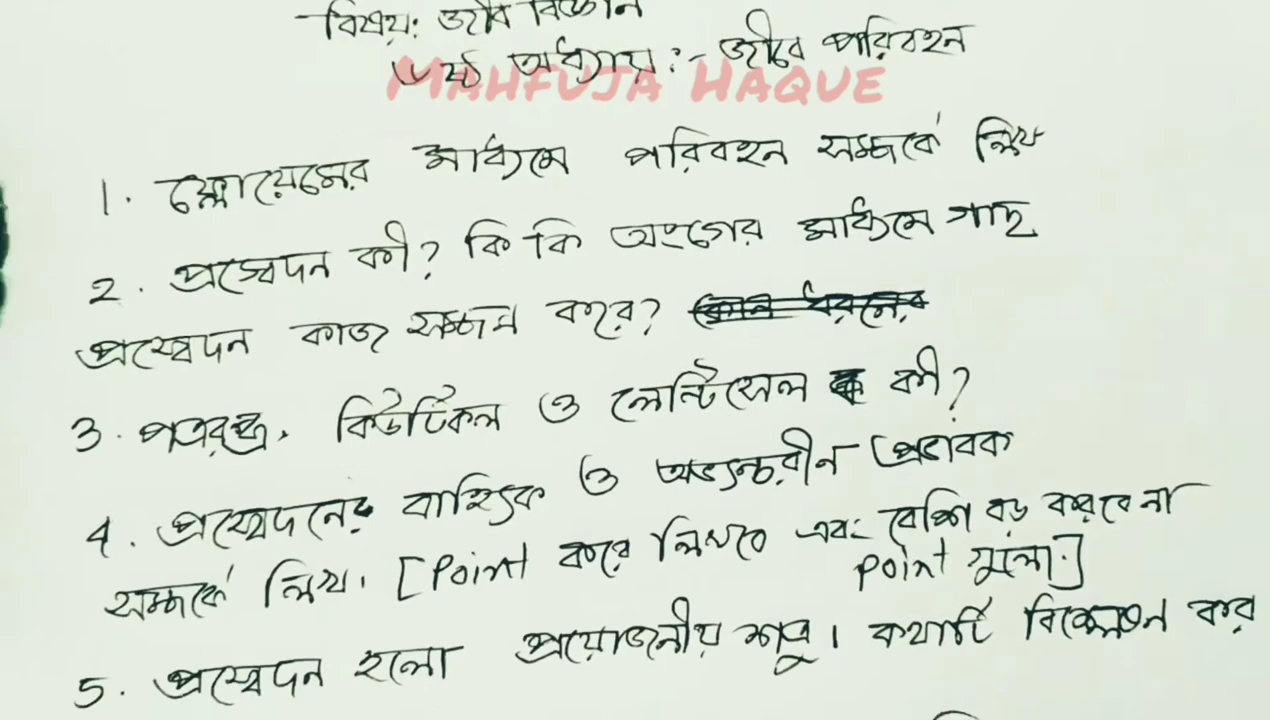 বিষয়: জীব বিজ্ঞান
৬ষ্ঠ অধ্যায় :- জীবে পরিবহন
MAHFUJA HAQUE
1. ফ্লোয়েমের মাধ্যমে পরিবহন সম্পর্কে লিখ
2. প্রস্বেদন কী? কি কি অংগের মাধ্যমে গাছ
প্রস্বেদন কাজ সম্পন্ন করে?
3. পত্ররন্ধ্র, কিউটিকল ও লেন্টিসেল কী?
4. প্রস্বেদনের বাহ্যিক ও অভ্যন্তরীন প্রভাবক
সম্পর্কে লিখ। [Point করে লিখবে এবং বেশি বড় করবে না
point গুলো।]
5. প্রস্বেদন হলো প্রয়োজনীয় শত্রু। কথাটি বিশ্লেষণ কর